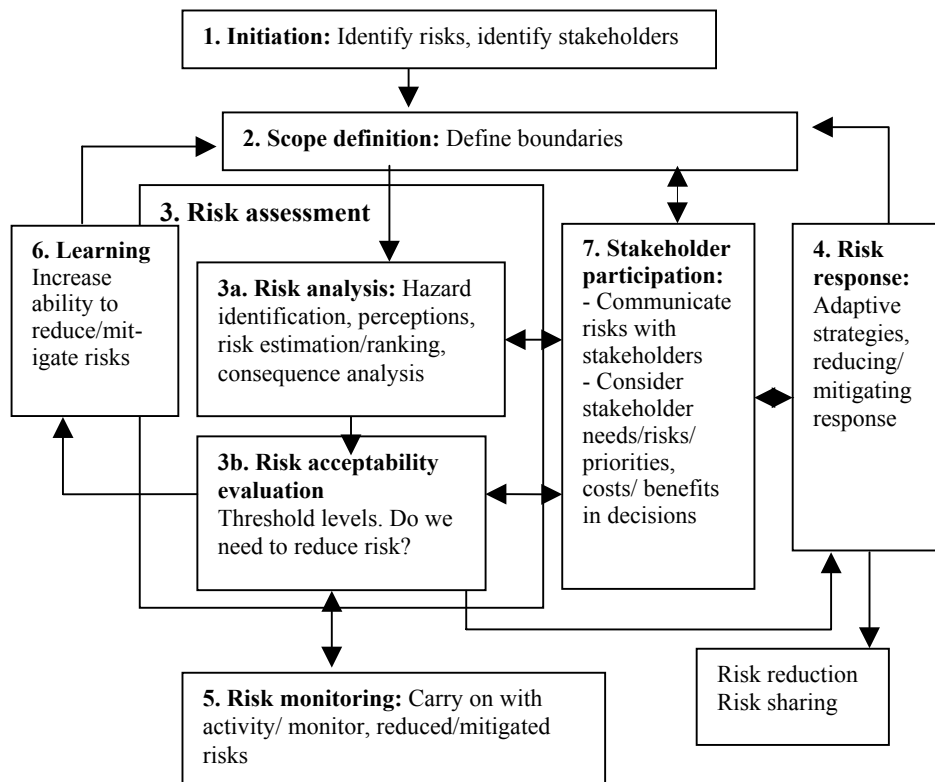 1. Initiation: Identify risks, identify stakeholders
2. Scope definition: Define boundaries
3. Risk assessment
6. Learning
Increase
ability to
reduce/mit-
igate risks
3a. Risk analysis: Hazard
identification, perceptions,
risk estimation/ranking,
consequence analysis
3b. Risk acceptability
evaluation
Threshold levels. Do we
need to reduce risk?
7. Stakeholder
participation:
- Communicate
risks with
stakeholders
- Consider
stakeholder
needs/risks/
priorities,
costs/ benefits
in decisions
4. Risk
response:
Adaptive
strategies,
reducing/
mitigating
response
5. Risk monitoring: Carry on with
activity/ monitor, reduced/mitigated
risks
Risk reduction
Risk sharing